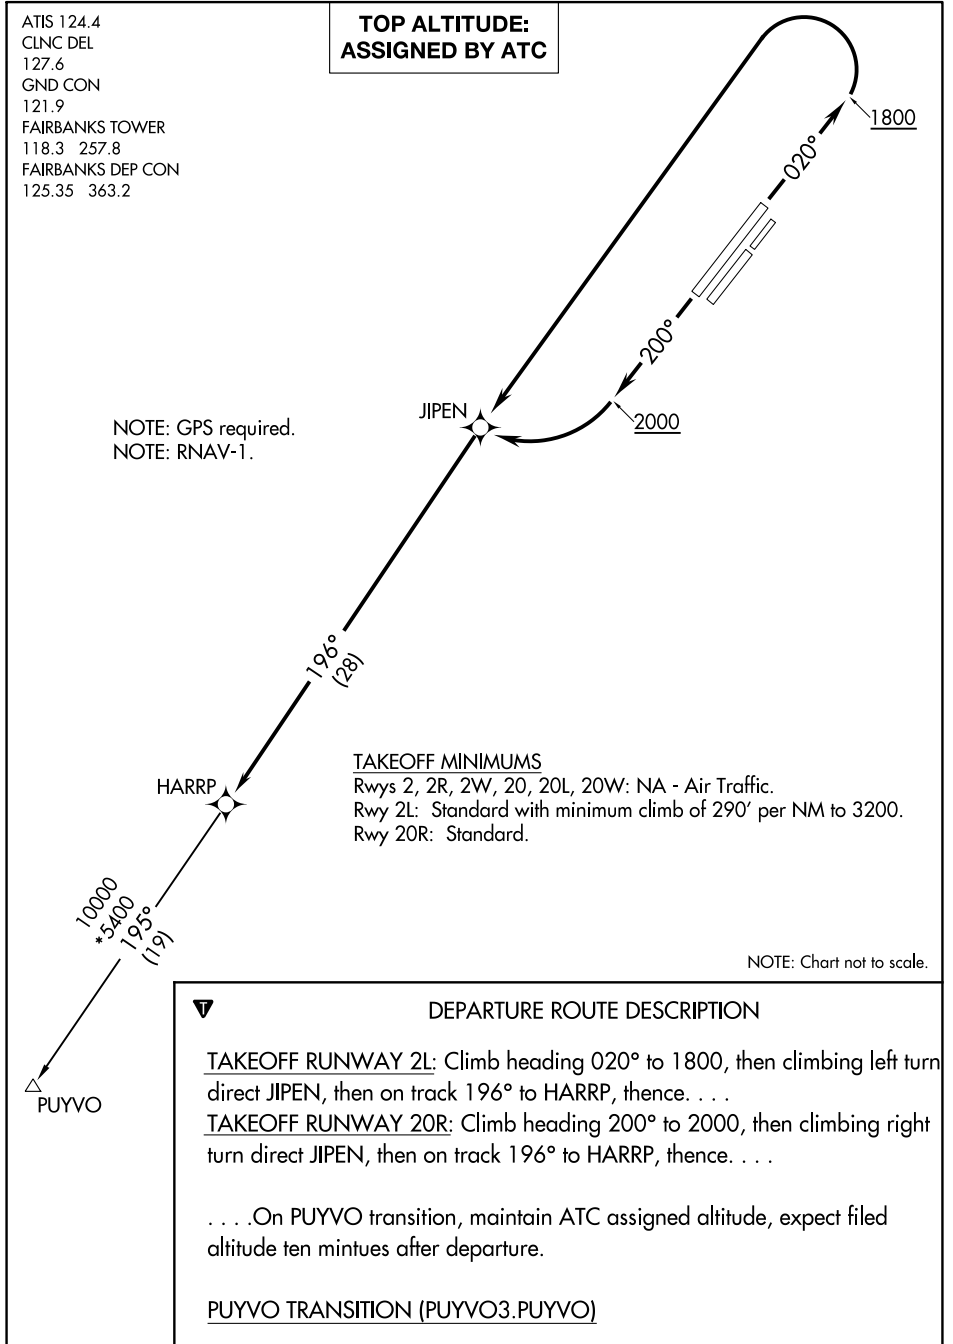 ATIS 124.4
CLNC DEL
127.6
GND CON
121.9
FAIRBANKS TOWER
118.3 257.8
FAIRBANKS DEP CON
125.35 363.2
TOP ALTITUDE:
ASSIGNED BY ATC
1800
020°
200°
2000
JIPEN
NOTE: GPS required.
NOTE: RNAV-1.
196°
(28)
HARRP
TAKEOFF MINIMUMS
Rwys 2, 2R, 2W, 20, 20L, 20W: NA - Air Traffic.
Rwy 2L: Standard with minimum climb of 290' per NM to 3200.
Rwy 20R: Standard.
10000
*5400
195°
(19)
NOTE: Chart not to scale.
PUYVO
T
DEPARTURE ROUTE DESCRIPTION
TAKEOFF RUNWAY 2L: Climb heading 020° to 1800, then climbing left turn
direct JIPEN, then on track 196° to HARRP, thence. . . .
TAKEOFF RUNWAY 20R: Climb heading 200° to 2000, then climbing right
turn direct JIPEN, then on track 196° to HARRP, thence. . . .
. . . .On PUYVO transition, maintain ATC assigned altitude, expect filed
altitude ten mintues after departure.
PUYVO TRANSITION (PUYVO3.PUYVO)